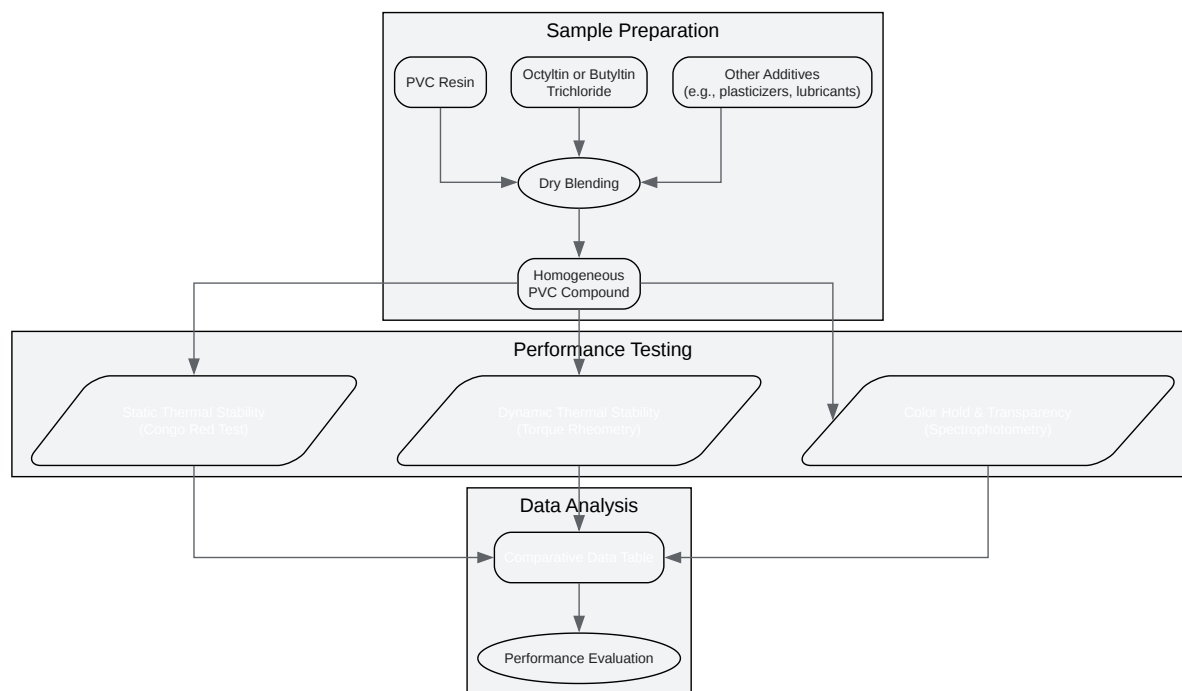 Sample Preparation
PVC Resin
Octyltin or Butyltin
Trichloride
Other Additives
(e.g., plasticizers, lubricants)
Dry Blending
Homogeneous
PVC Compound
Performance Testing
Static Thermal Stability
(Congo Red Test)
Dynamic Thermal Stability
(Torque Rheometry)
Color Hold & Transparency
(Spectrophotometry)
Data Analysis
Comparative Data Table
Performance Evaluation